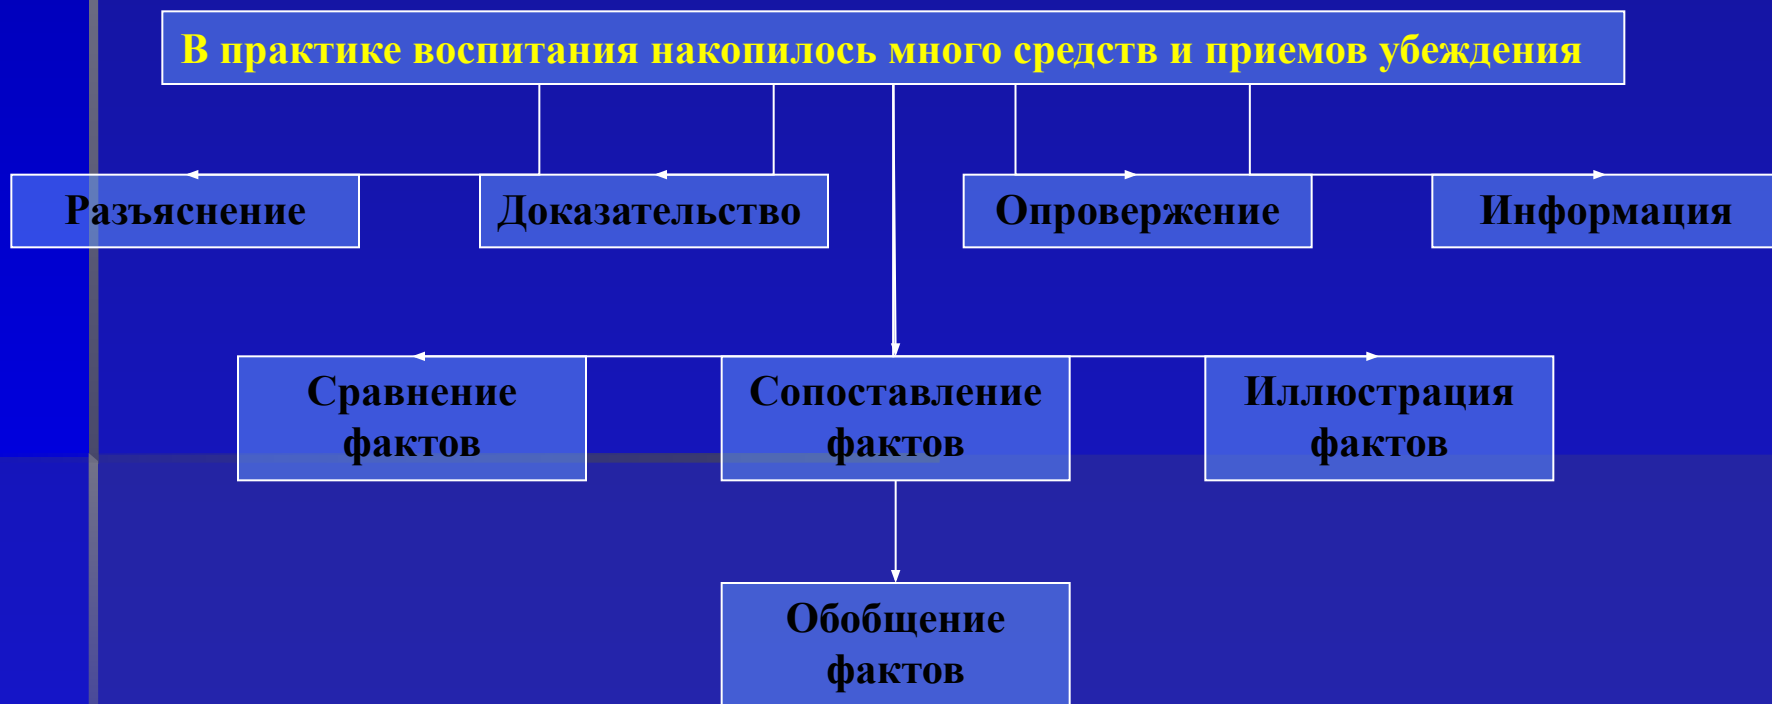 В практике воспитания накопилось много средств и приемов убеждения
Разъяснение
Доказательство
Опровержение
Информация
Сравнение
фактов
Сопоставление
фактов
Иллюстрация
фактов
Обобщение
фактов